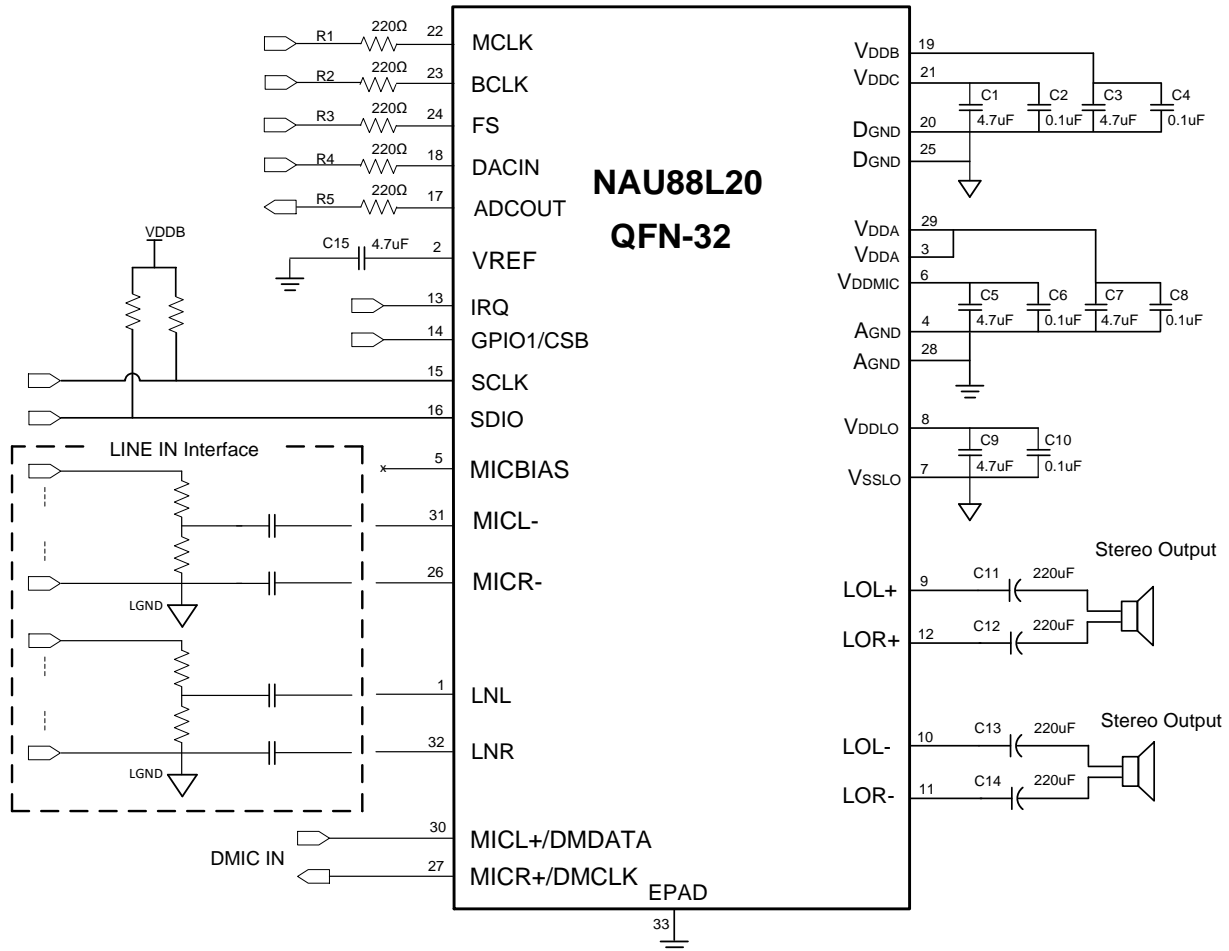 R1
220Ω
22
MCLK
R2
220Ω
23
BCLK
R3
220Ω
24
FS
R4
220Ω
18
DACIN
R5
220Ω
17
ADCOUT
VDDB
C15
4.7uF
2
VREF
13
IRQ
14
GPIO1/CSB
15
SCLK
16
SDIO
LINE IN Interface
5
MICBIAS
x
31
MICL-
26
MICR-
LGND
1
LNL
32
LNR
LGND
DMIC IN
30
MICL+/DMDATA
27
MICR+/DMCLK
EPAD
33
NAU88L20
QFN-32
VDDB
19
VDDC
21
C1
4.7uF
C2
0.1uF
C3
4.7uF
C4
0.1uF
DGND
20
DGND
25
VDDA
29
VDDA
3
VDDMIC
6
C5
4.7uF
C6
0.1uF
C7
4.7uF
C8
0.1uF
AGND
4
AGND
28
VDDLO
8
C9
4.7uF
C10
0.1uF
VSSLO
7
Stereo Output
LOL+
9
C11
220uF
LOR+
12
C12
220uF
Stereo Output
LOL-
10
C13
220uF
LOR-
11
C14
220uF